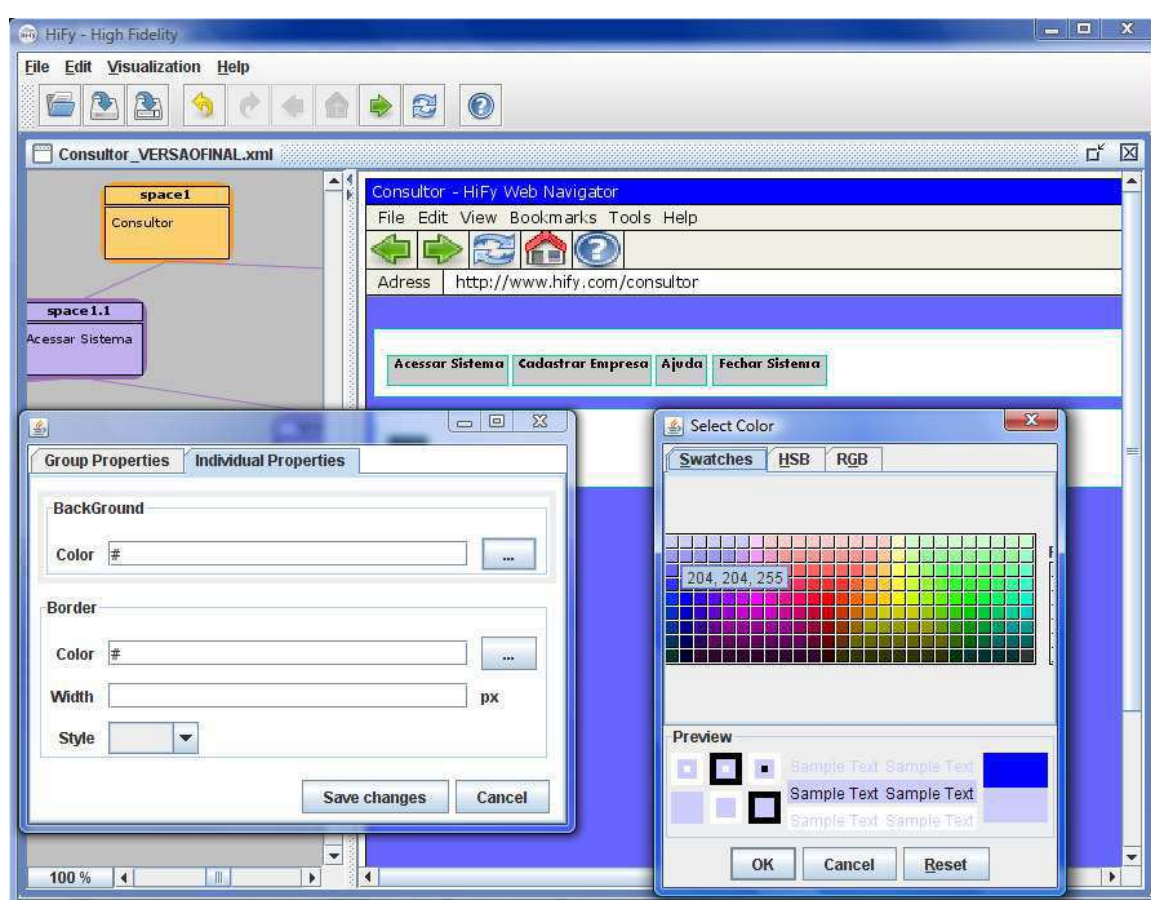 HiFy - High Fidelity
File Edit Visualization Help
Consultor_VERSAOFINAL.xml
space1
Consultor
space1.1
Acessar Sistema
Consultor - HiFy Web Navigator
File Edit View Bookmarks Tools Help
Adress http://www.hify.com/consultor
Acessar Sistema Cadastrar Empresa Ajuda Fechar Sistema
Group Properties Individual Properties
BackGround
Color # ...
Border
Color # ...
Width px
Style
Save changes Cancel
Select Color
Swatches HSB RGB
204, 204, 255
Preview
Sample Text Sample Text
Sample Text Sample Text
Sample Text Sample Text
OK Cancel Reset
100 %